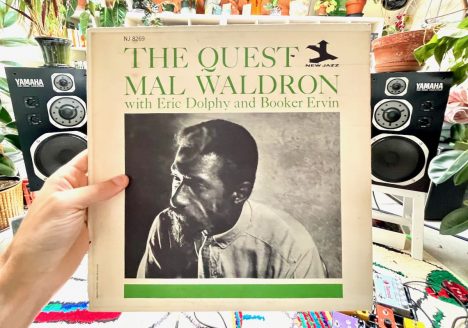 NJ 8269
THE QUEST
NEW JAZZ
MAL WALDRON
with Eric Dolphy and Booker Ervin
YAMAHA
YAMAHA